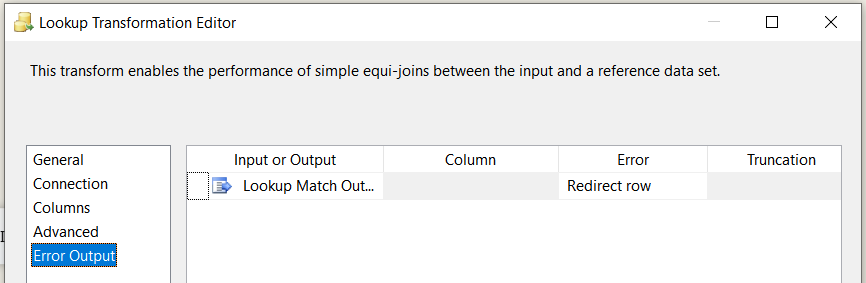 Lookup Transformation Editor
This transform enables the performance of simple equi-joins between the input and a reference data set.
General
Connection
Columns
Advanced
Error Output
Input or Output Column Error Truncation
Lookup Match Out... Redirect row